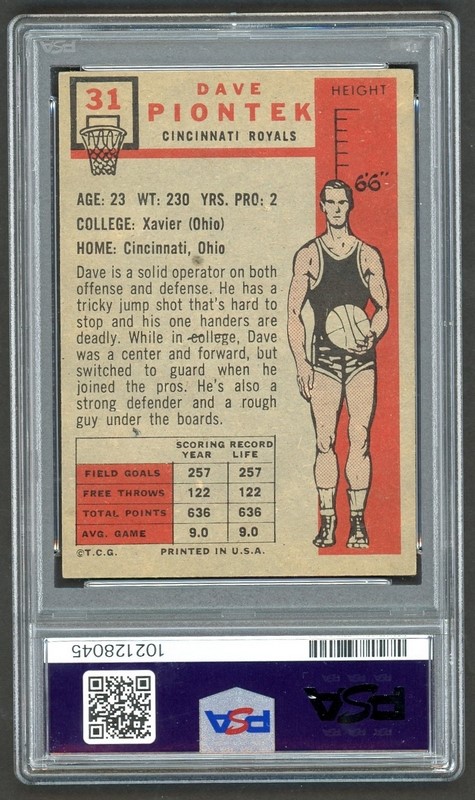 31
DAVE
PIONTEK
CINCINNATI ROYALS
HEIGHT
6'6"
AGE: 23 WT: 230 YRS. PRO: 2
COLLEGE: Xavier (Ohio)
HOME: Cincinnati, Ohio
Dave is a solid operator on both
offense and defense. He has a
tricky jump shot that's hard to
stop and his one handers are
deadly. While in college, Dave
was a center and forward, but
switched to guard when he
joined the pros. He's also a
strong defender and a rough
guy under the boards.
SCORING RECORD
YEAR LIFE
FIELD GOALS 257 257
FREE THROWS 122 122
TOTAL POINTS 636 636
AVG. GAME 9.0 9.0
©T.C.G. PRINTED IN U.S.A.
102128045
PSA
PSA